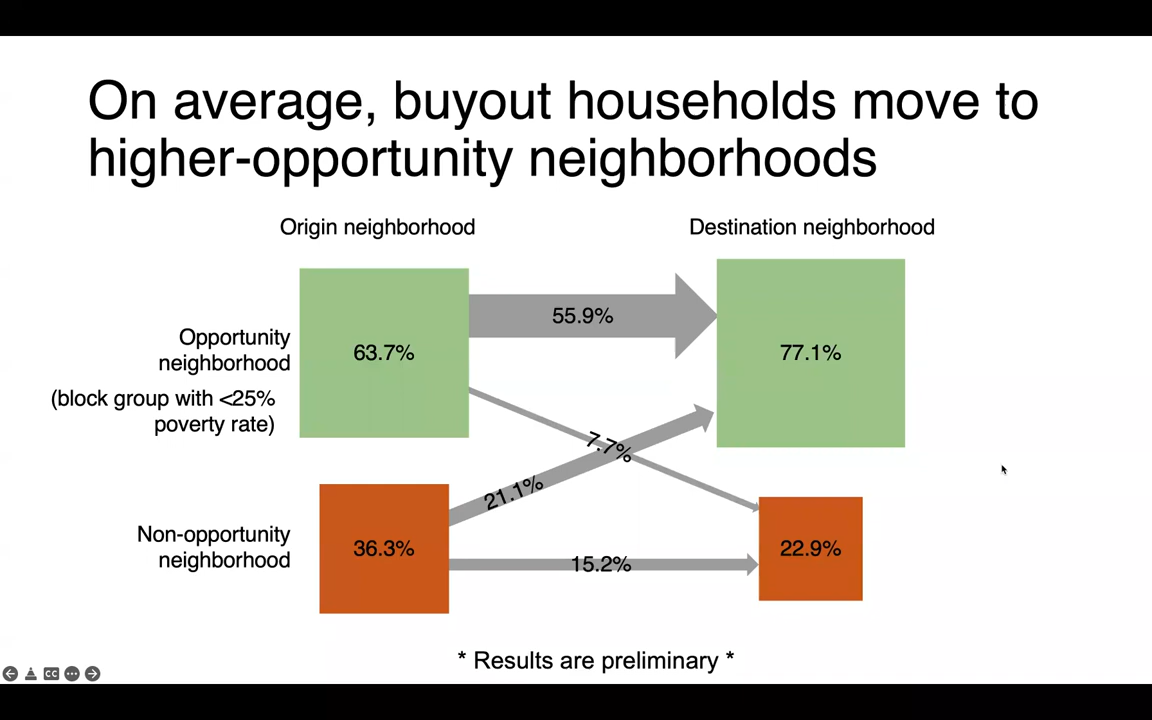 On average, buyout households move to
higher-opportunity neighborhoods
Origin neighborhood
Destination neighborhood
Opportunity
neighborhood
(block group with <25%
poverty rate)
63.7%
55.9%
77.1%
7.7%
21.1%
Non-opportunity
neighborhood
36.3%
15.2%
22.9%
* Results are preliminary *
CC